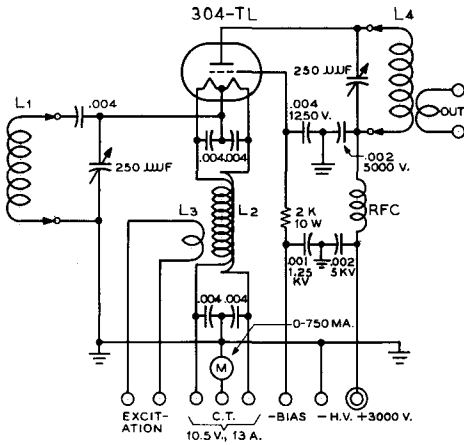 304-TL
L4
250 µµF
OUT
L1
.004
250 µµF
.004 .004
.004
1250 V.
.002
5000 V.
L3
L2
2 K
10 W
RFC
.001
1.25
KV
.002
5 KV
.004 .004
0-750 MA.
M
EXCIT-
ATION
C.T.
10.5 V., 13 A.
-BIAS
-H.V.
+3000 V.